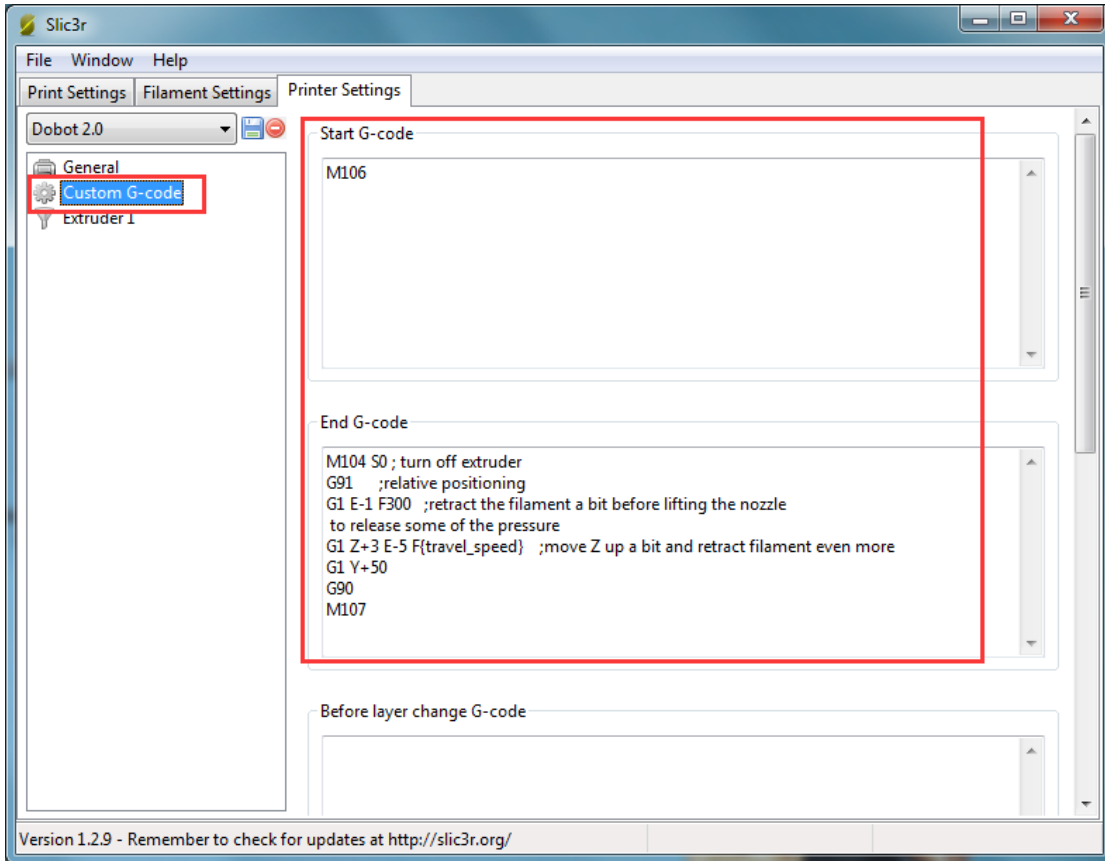 Slic3r
File Window Help
Print Settings Filament Settings Printer Settings
Dobot 2.0
General
Custom G-code
Extruder 1
Start G-code
M106
End G-code
M104 S0 ; turn off extruder
G91 ;relative positioning
G1 E-1 F300 ;retract the filament a bit before lifting the nozzle
to release some of the pressure
G1 Z+3 E-5 F{travel_speed} ;move Z up a bit and retract filament even more
G1 Y+50
G90
M107
Before layer change G-code
Version 1.2.9 - Remember to check for updates at http://slic3r.org/